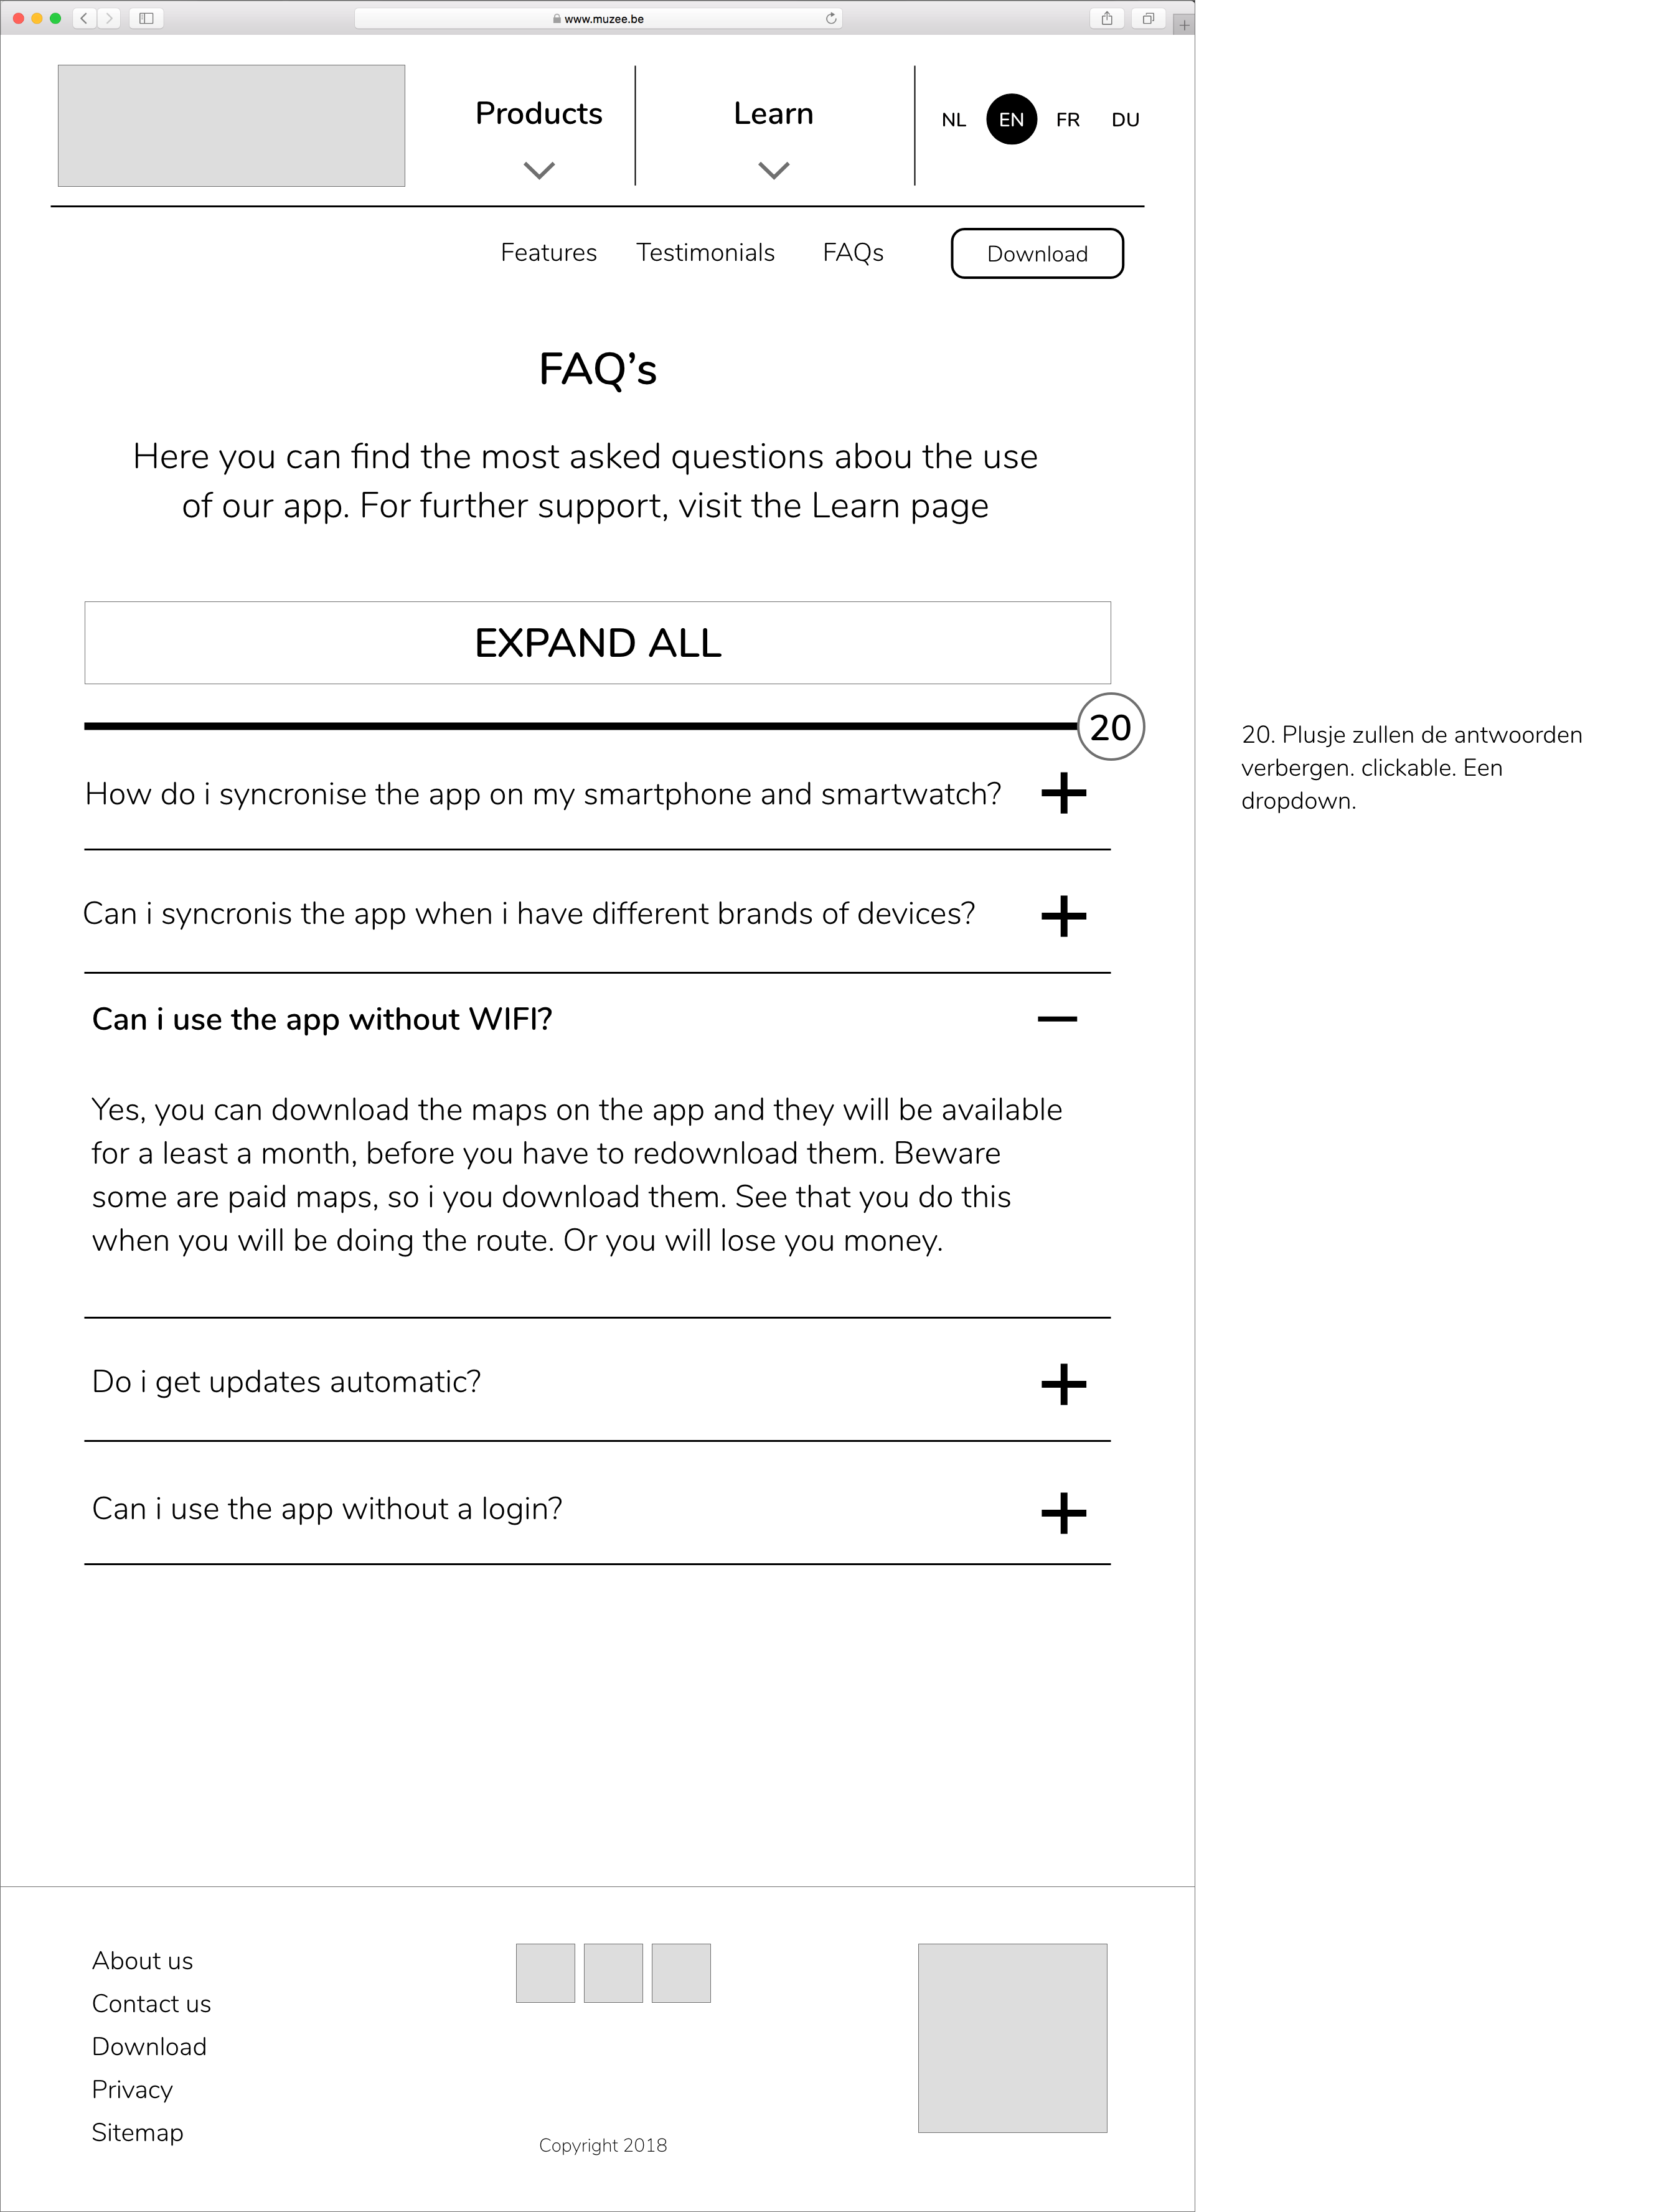 www.muzee.be
Products
Learn
NL
EN
FR
DU
Features
Testimonials
FAQs
Download
FAQ’s
Here you can find the most asked questions abou the use
of our app. For further support, visit the Learn page
EXPAND ALL
20
20. Plusje zullen de antwoorden
verbergen. clickable. Een
dropdown.
How do i syncronise the app on my smartphone and smartwatch?
Can i syncronis the app when i have different brands of devices?
Can i use the app without WIFI?
Yes, you can download the maps on the app and they will be available
for a least a month, before you have to redownload them. Beware
some are paid maps, so i you download them. See that you do this
when you will be doing the route. Or you will lose you money.
Do i get updates automatic?
Can i use the app without a login?
About us
Contact us
Download
Privacy
Sitemap
Copyright 2018